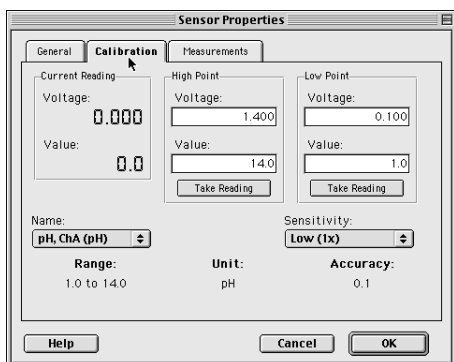 Sensor Properties
General Calibration Measurements
Current Reading High Point Low Point
Voltage: Voltage: Voltage:
0.000 1.400 0.100
Value: Value: Value:
0.0 14.0 1.0
Take Reading Take Reading
Name: Sensitivity:
pH, ChA (pH) Low (1x)
Range: Unit: Accuracy:
1.0 to 14.0 pH 0.1
Help Cancel OK